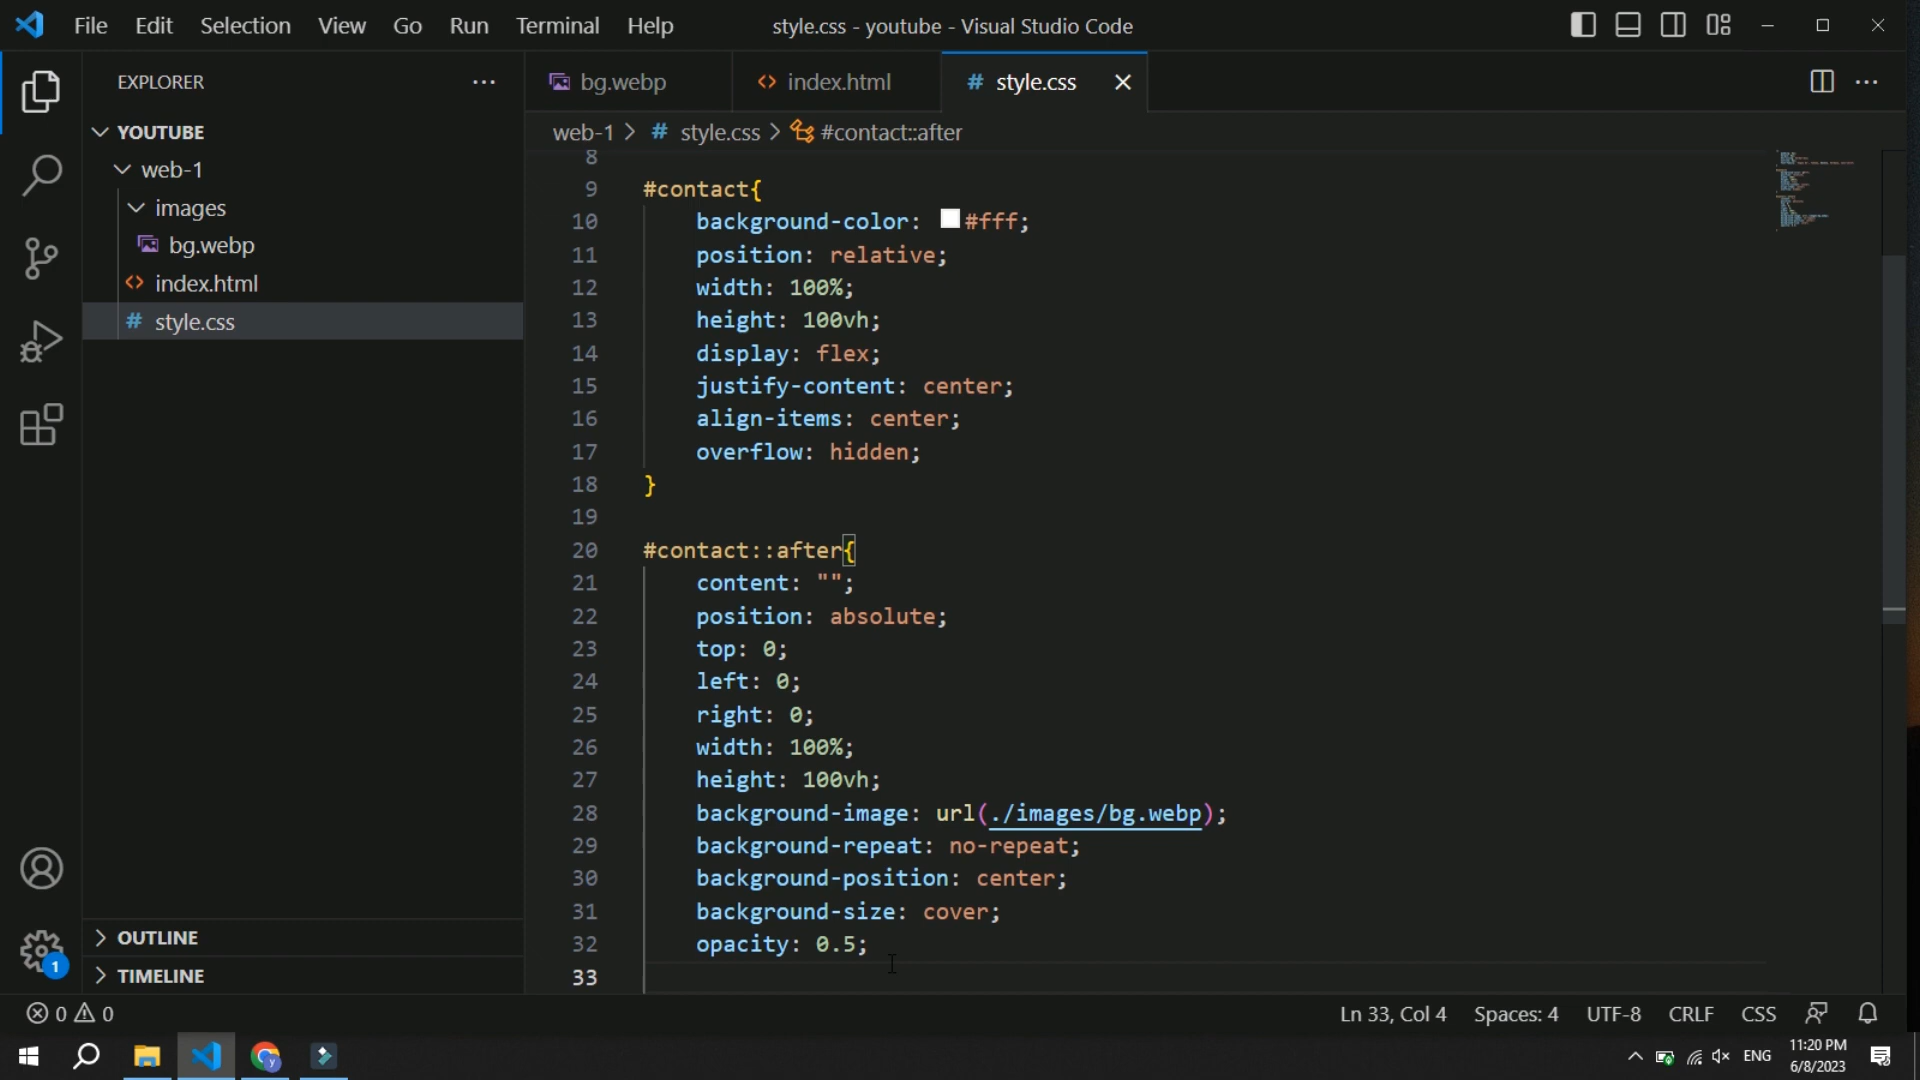 File Edit Selection View Go Run Terminal Help style.css - youtube - Visual Studio Code
EXPLORER
YOUTUBE
web-1
images
bg.webp
index.html
style.css
OUTLINE
TIMELINE
bg.webp index.html style.css
web-1 > # style.css > #contact::after
8
9 #contact{
10 background-color: #fff;
11 position: relative;
12 width: 100%;
13 height: 100vh;
14 display: flex;
15 justify-content: center;
16 align-items: center;
17 overflow: hidden;
18 }
19
20 #contact::after{
21 content: "";
22 position: absolute;
23 top: 0;
24 left: 0;
25 right: 0;
26 width: 100%;
27 height: 100vh;
28 background-image: url(./images/bg.webp);
29 background-repeat: no-repeat;
30 background-position: center;
31 background-size: cover;
32 opacity: 0.5;
33
1
0 0 Ln 33, Col 4 Spaces: 4 UTF-8 CRLF CSS
y ENG 11:20 PM
6/8/2023